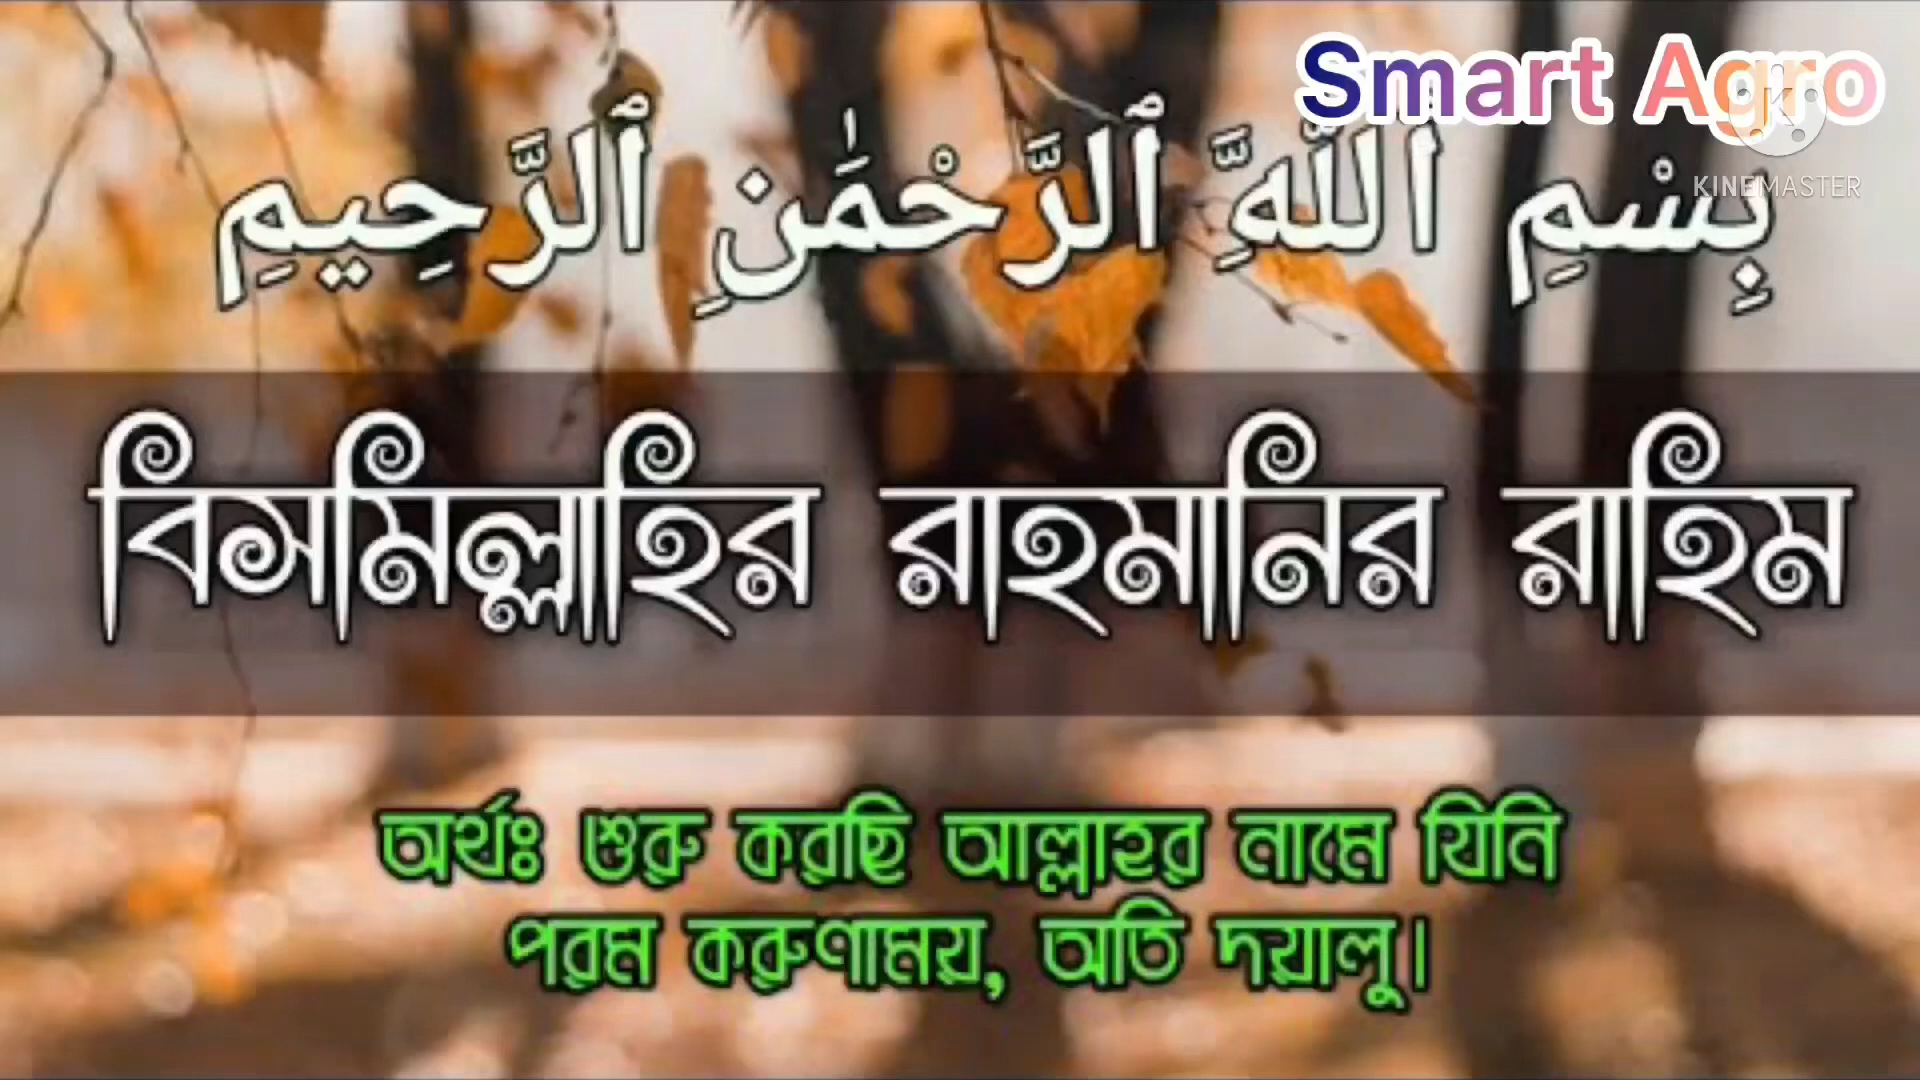 Smart Agro
KINEMASTER
بِسْمِ ٱللَّهِ ٱلرَّحْمَٰنِ ٱلرَّحِيمِ
বিসমিল্লাহির রাহমানির রাহিম
অর্থঃ শুরু করছি আল্লাহর নামে যিনি
পরম করুণাময়, অতি দয়ালু।